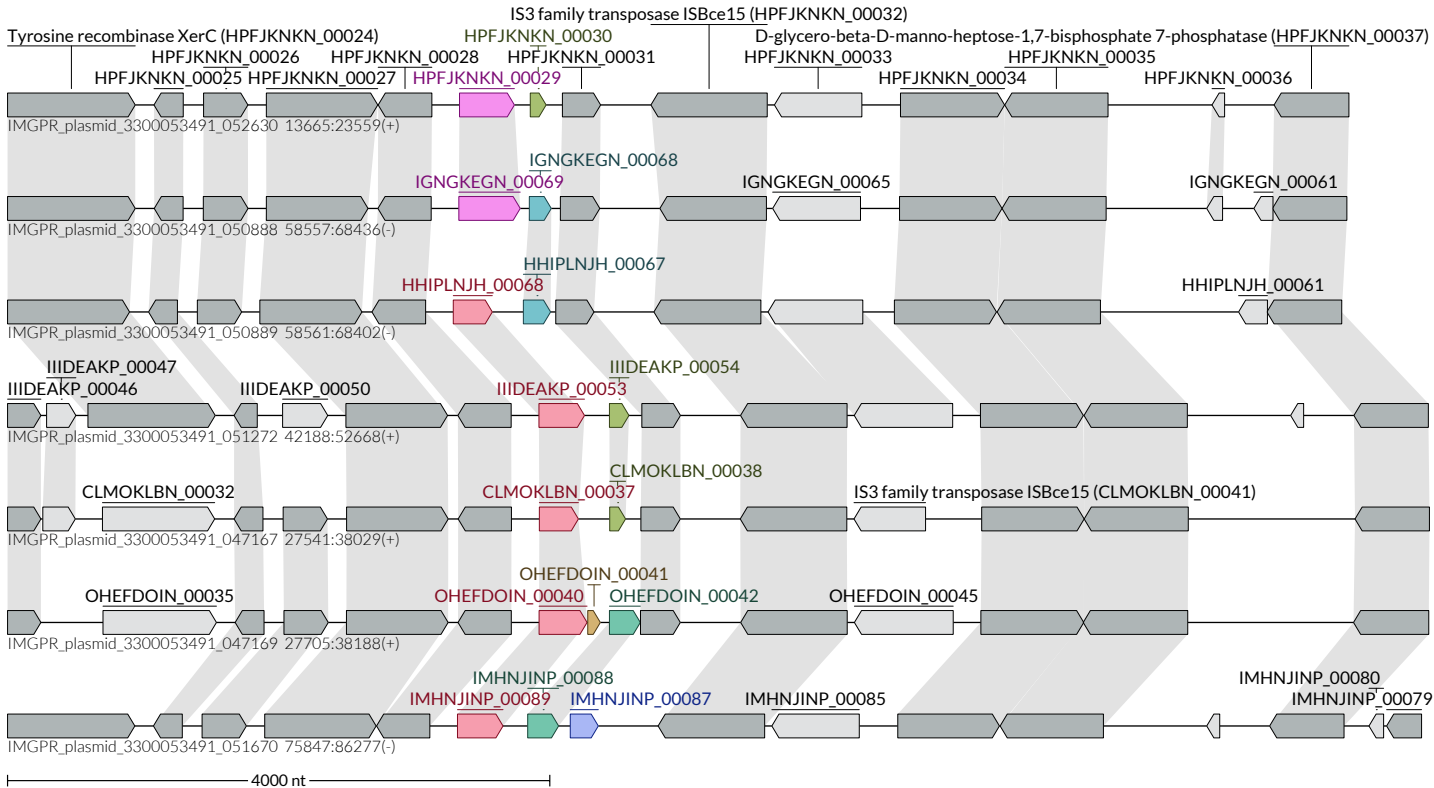 IS3 family transposase ISBce15 (HPFJKNKN_00032)
Tyrosine recombinase XerC (HPFJKNKN_00024)
HPFJKNKN_00030
D-glycero-beta-D-manno-heptose-1,7-bisphosphate 7-phosphatase (HPFJKNKN_00037)
HPFJKNKN_00026
HPFJKNKN_00028
HPFJKNKN_00031
HPFJKNKN_00033
HPFJKNKN_00035
HPFJKNKN_00025
HPFJKNKN_00027
HPFJKNKN_00029
HPFJKNKN_00034
HPFJKNKN_00036
IMGPR_plasmid_3300053491_052630 13665:23559(+)
IGNGKEGN_00068
IGNGKEGN_00069
IGNGKEGN_00065
IGNGKEGN_00061
IMGPR_plasmid_3300053491_050888 58557:68436(-)
HHIPLNJH_00067
HHIPLNJH_00068
HHIPLNJH_00061
IMGPR_plasmid_3300053491_050889 58561:68402(-)
IIIDEAKP_00047
IIIDEAKP_00054
IIIDEAKP_00046
IIIDEAKP_00050
IIIDEAKP_00053
IMGPR_plasmid_3300053491_051272 42188:52668(+)
CLMOKLBN_00038
CLMOKLBN_00032
CLMOKLBN_00037
IS3 family transposase ISBce15 (CLMOKLBN_00041)
IMGPR_plasmid_3300053491_047167 27541:38029(+)
OHEFDOIN_00041
OHEFDOIN_00035
OHEFDOIN_00040
OHEFDOIN_00042
OHEFDOIN_00045
IMGPR_plasmid_3300053491_047169 27705:38188(+)
IMHNJINP_00088
IMHNJINP_00080
IMHNJINP_00089
IMHNJINP_00087
IMHNJINP_00085
IMHNJINP_00079
IMGPR_plasmid_3300053491_051670 75847:86277(-)
4000 nt